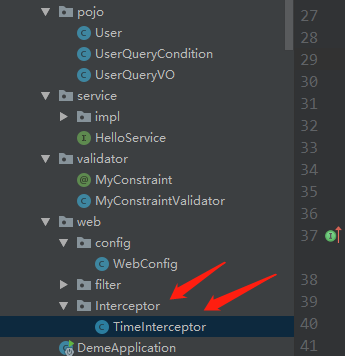 pojo
User
UserQueryCondition
UserQueryVO
service
impl
HelloService
validator
MyConstraint
MyConstraintValidator
web
config
WebConfig
filter
Interceptor
TimeInterceptor
DemeApplication
27
28
29
30
31
32
33
34
35
36
37
38
39
40
41